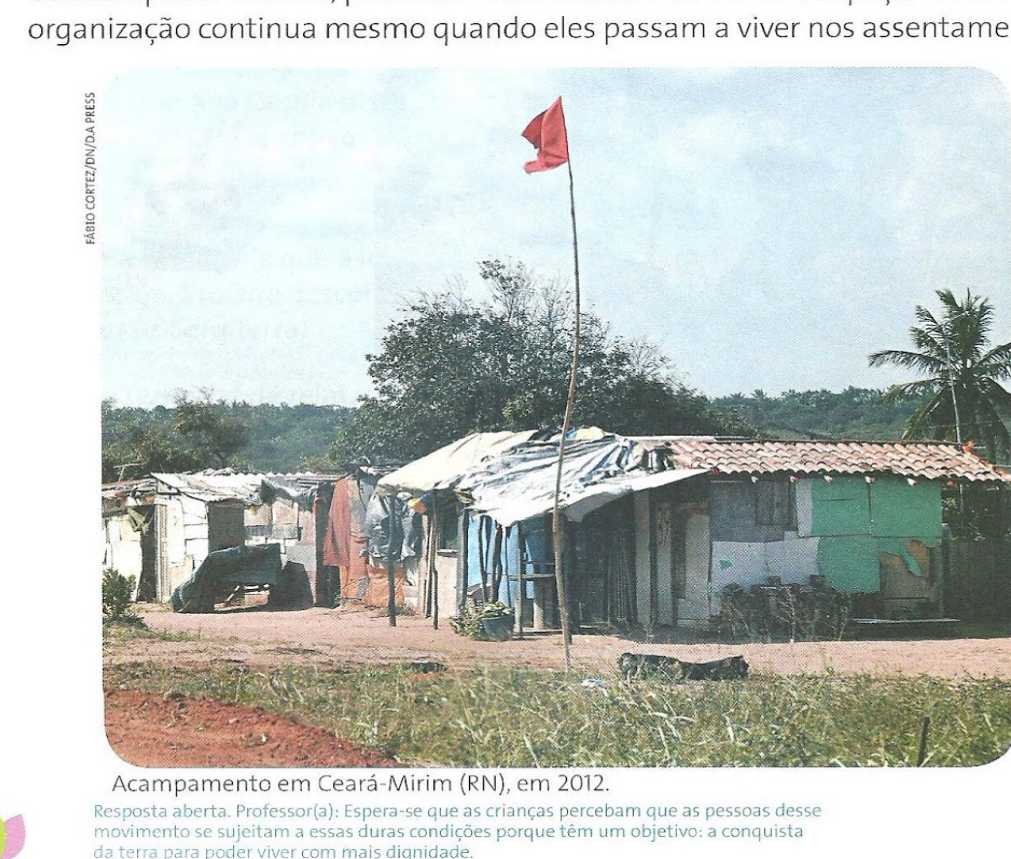 organização continua mesmo quando eles passam a viver nos assentame
FÁBIO CORTEZ/DN/D.A PRESS
Acampamento em Ceará-Mirim (RN), em 2012.
Resposta aberta. Professor(a): Espera-se que as crianças percebam que as pessoas desse
movimento se sujeitam a essas duras condições porque têm um objetivo: a conquista
da terra para poder viver com mais dignidade.